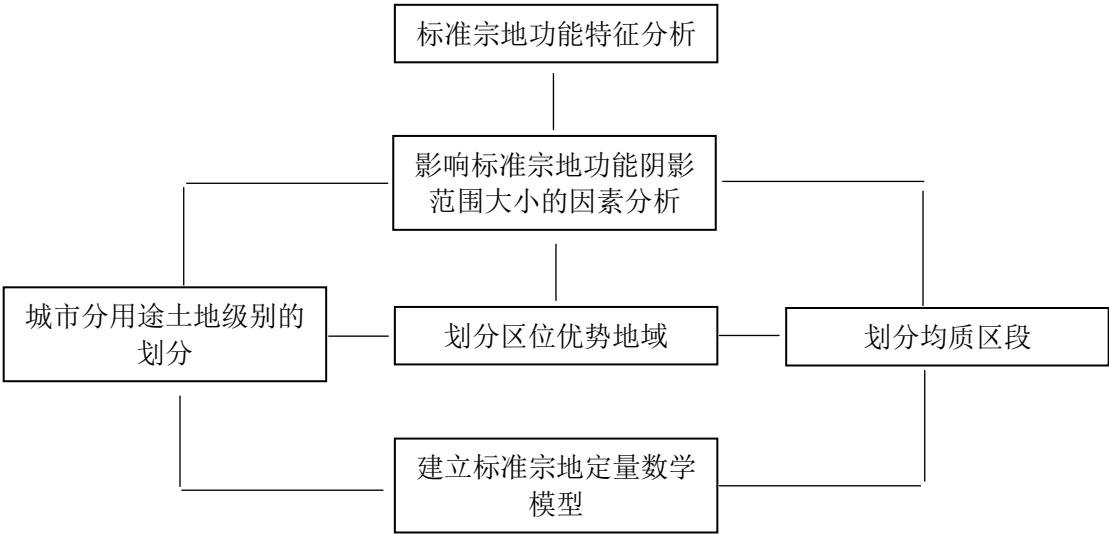 标准宗地功能特征分析
影响标准宗地功能阴影
范围大小的因素分析
城市分用途土地级别的
划分
划分区位优势地域
划分均质区段
建立标准宗地定量数学
模型